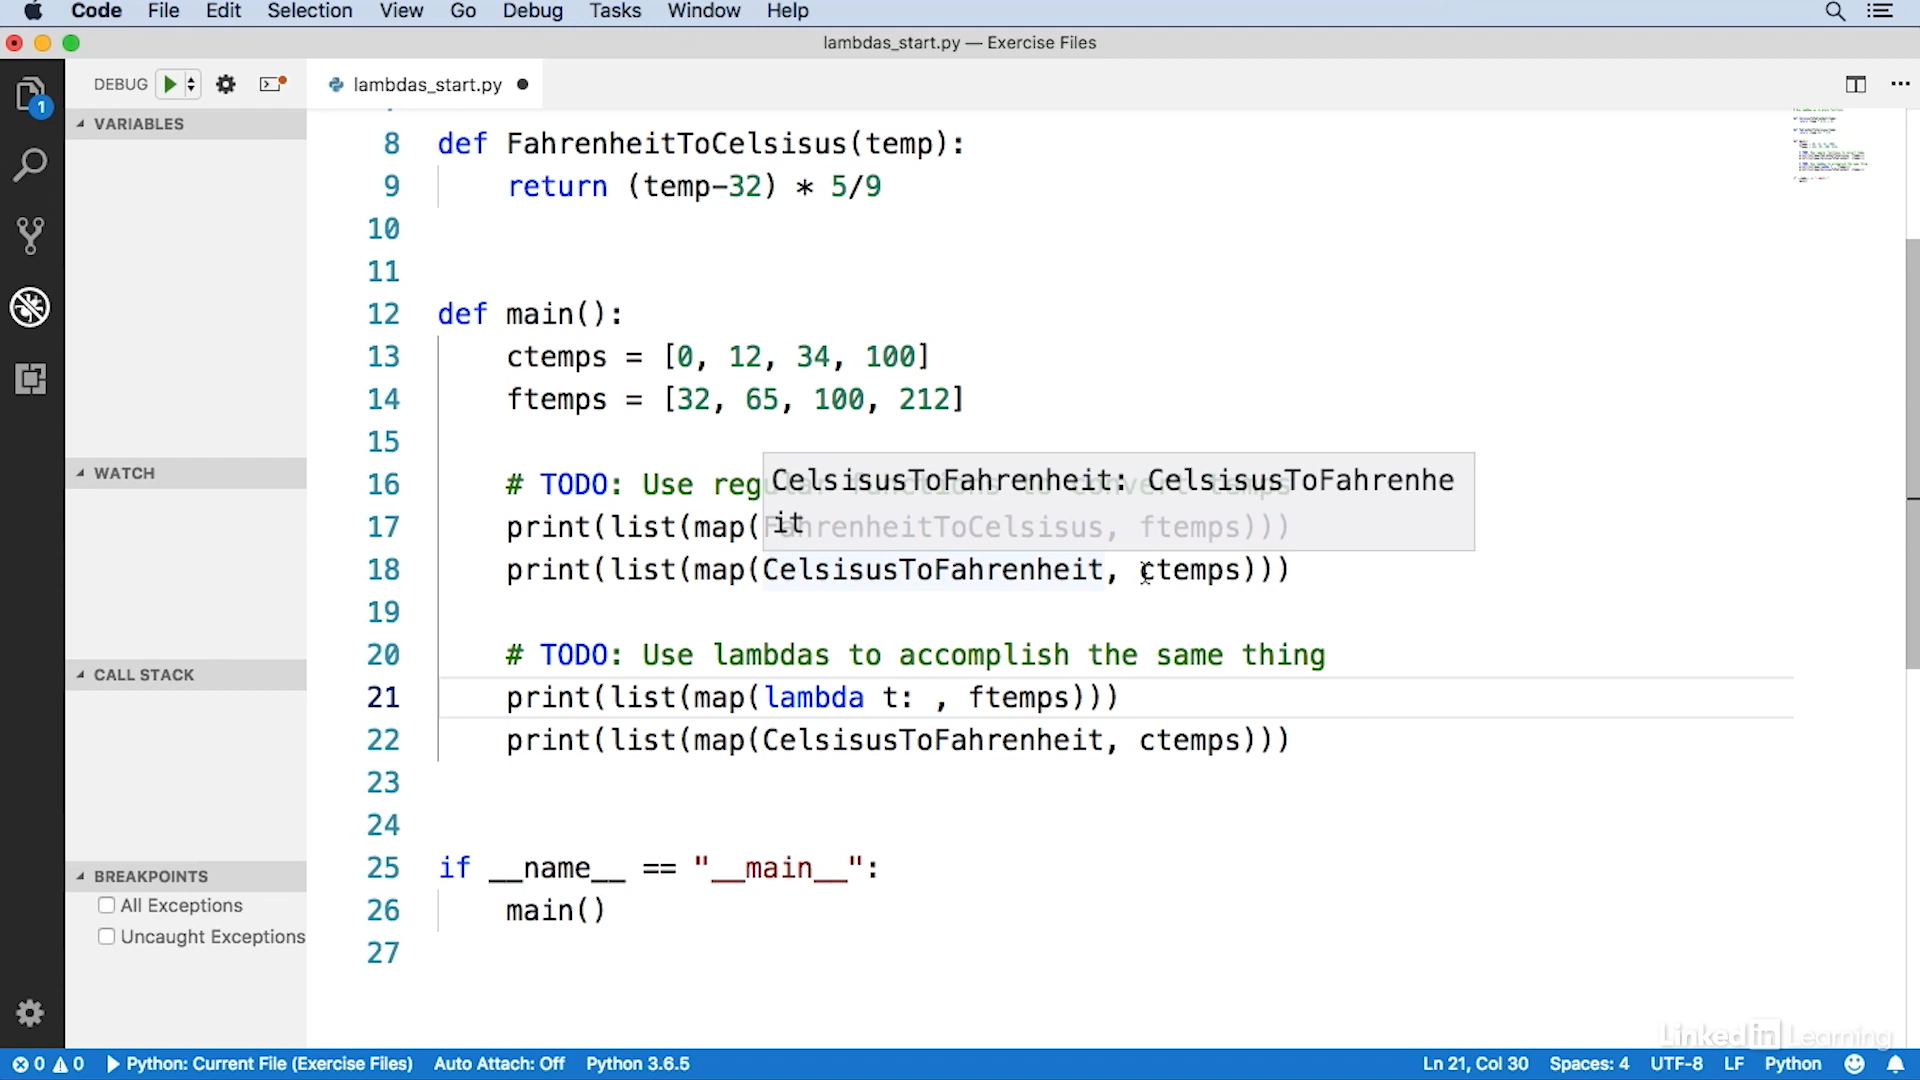 Code File Edit Selection View Go Debug Tasks Window Help
lambdas_start.py — Exercise Files
DEBUG
lambdas_start.py
1
VARIABLES
WATCH
CALL STACK
BREAKPOINTS
All Exceptions
Uncaught Exceptions
8 def FahrenheitToCelsisus(temp):
9 return (temp-32) * 5/9
10
11
12 def main():
13 ctemps = [0, 12, 34, 100]
14 ftemps = [32, 65, 100, 212]
15
CelsisusToFahrenheit: CelsisusToFahrenhe
it
16 # TODO: Use regular functions to convert temps
17 print(list(map(FahrenheitToCelsisus, ftemps)))
18 print(list(map(CelsisusToFahrenheit, ctemps)))
19
20 # TODO: Use lambdas to accomplish the same thing
21 print(list(map(lambda t: , ftemps)))
22 print(list(map(CelsisusToFahrenheit, ctemps)))
23
24
25 if __name__ == "__main__":
26 main()
27
LinkedIn Learning
0 0 Python: Current File (Exercise Files) Auto Attach: Off Python 3.6.5 Ln 21, Col 30 Spaces: 4 UTF-8 LF Python